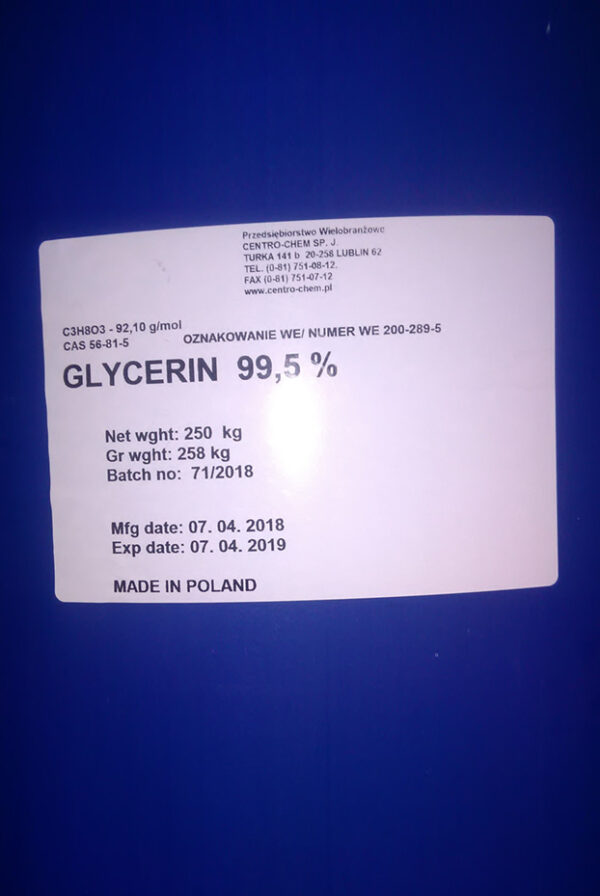 Przedsiębiorstwo Wielobranżowe
CENTRO-CHEM SP. J.
TURKA 141 b 20-258 LUBLIN 62
TEL. (0-81) 751-08-12.
FAX (0-81) 751-07-12
www.centro-chem.pl
C3H8O3 - 92,10 g/mol
CAS 56-81-5
OZNAKOWANIE WE/ NUMER WE 200-289-5
GLYCERIN 99,5 %
Net wght: 250 kg
Gr wght: 258 kg
Batch no: 71/2018
Mfg date: 07. 04. 2018
Exp date: 07. 04. 2019
MADE IN POLAND